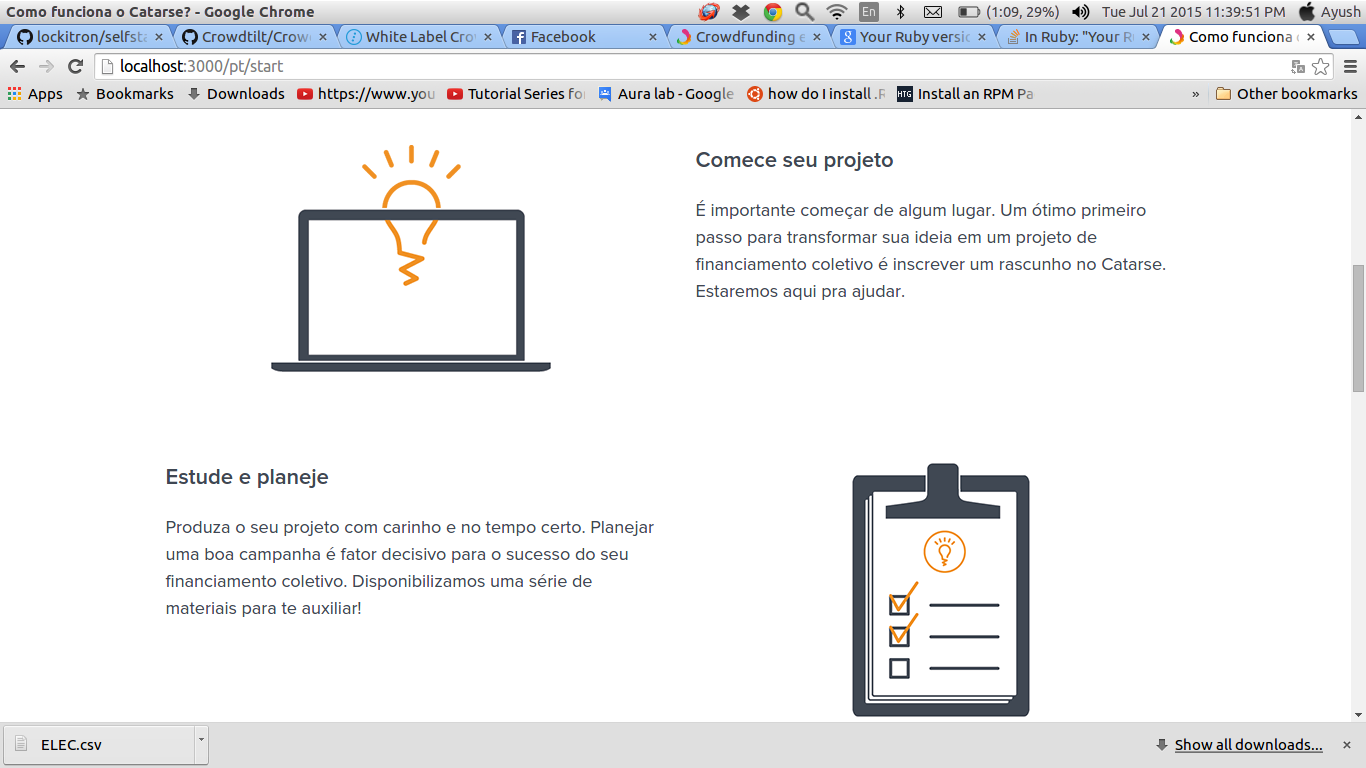 Como funciona o Catarse? - Google Chrome
En
(1:09, 29%)
Tue Jul 21 2015 11:39:51 PM
Ayush
lockitron/selfsta
Crowdtilt/Crow
White Label Cro
Facebook
Crowdfunding e
Your Ruby versio
In Ruby: "Your R
Como funciona
localhost:3000/pt/start
Apps
Bookmarks
Downloads
https://www.you
Tutorial Series for
Aura lab - Google
how do I install .R
HTG
Install an RPM Pa
»
Other bookmarks
Comece seu projeto
É importante começar de algum lugar. Um ótimo primeiro
passo para transformar sua ideia em um projeto de
financiamento coletivo é inscrever um rascunho no Catarse.
Estaremos aqui pra ajudar.
Estude e planeje
Produza o seu projeto com carinho e no tempo certo. Planejar
uma boa campanha é fator decisivo para o sucesso do seu
financiamento coletivo. Disponibilizamos uma série de
materiais para te auxiliar!
ELEC.csv
Show all downloads...